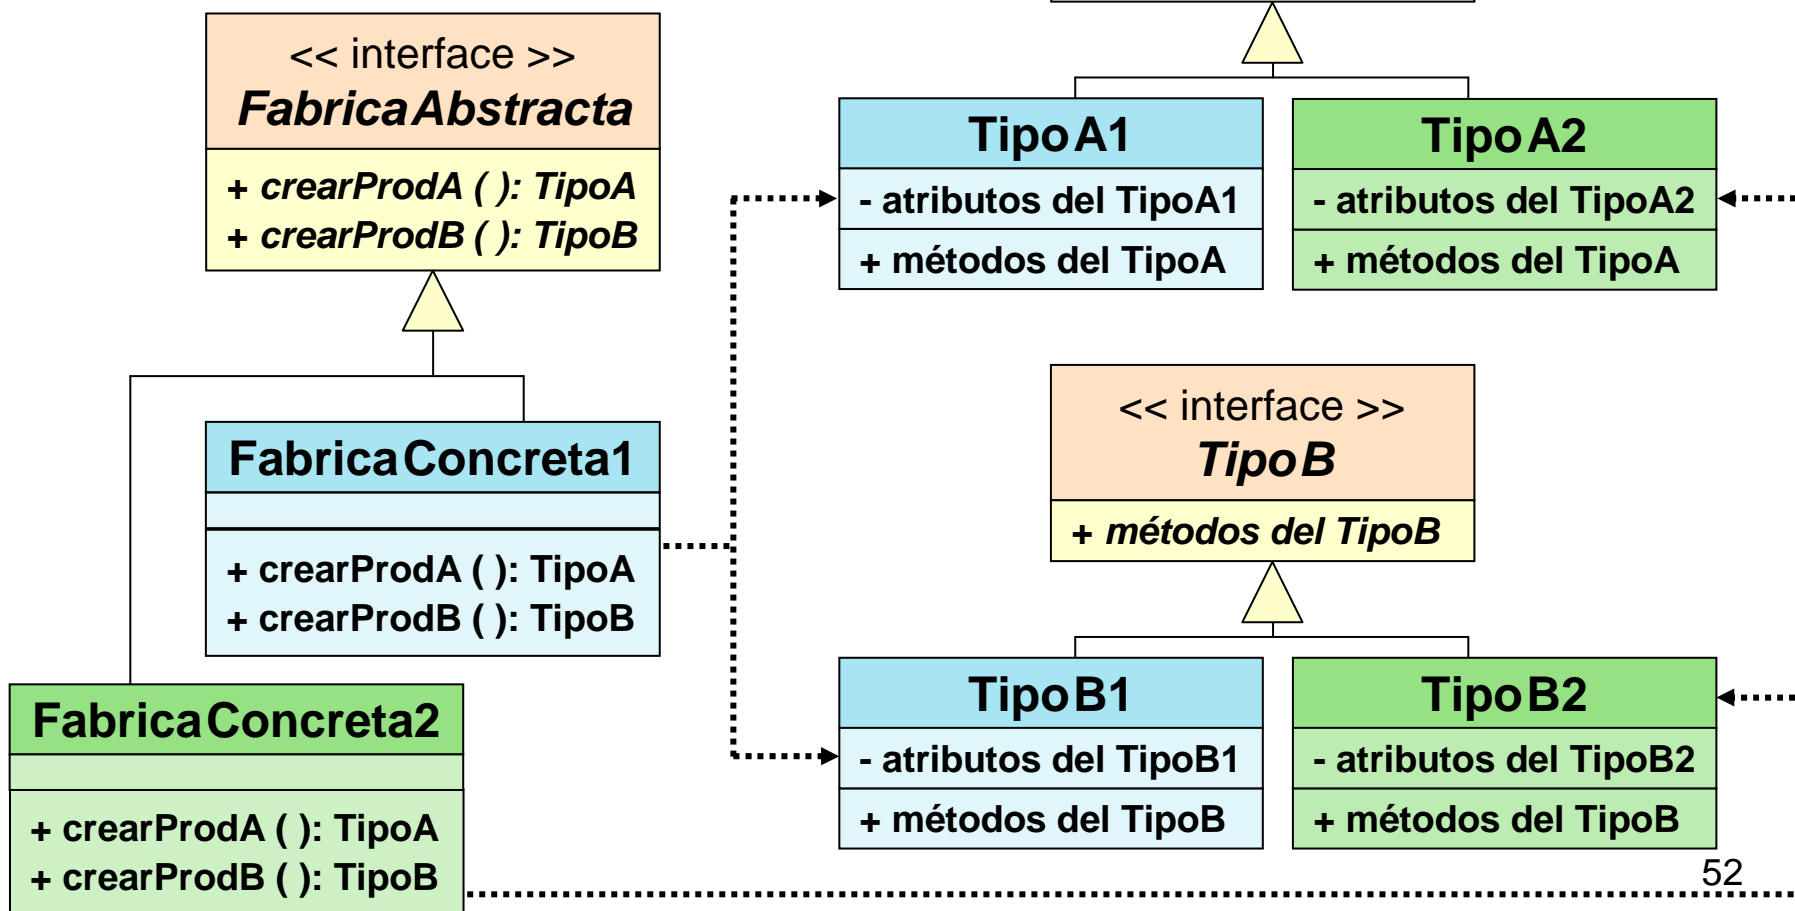 << interface >>
FabricaAbstracta
+ crearProdA ( ): TipoA
+ crearProdB ( ): TipoB
TipoA1
- atributos del TipoA1
+ métodos del TipoA
TipoA2
- atributos del TipoA2
+ métodos del TipoA
FabricaConcreta1
+ crearProdA ( ): TipoA
+ crearProdB ( ): TipoB
<< interface >>
TipoB
+ métodos del TipoB
FabricaConcreta2
+ crearProdA ( ): TipoA
+ crearProdB ( ): TipoB
TipoB1
- atributos del TipoB1
+ métodos del TipoB
TipoB2
- atributos del TipoB2
+ métodos del TipoB
52